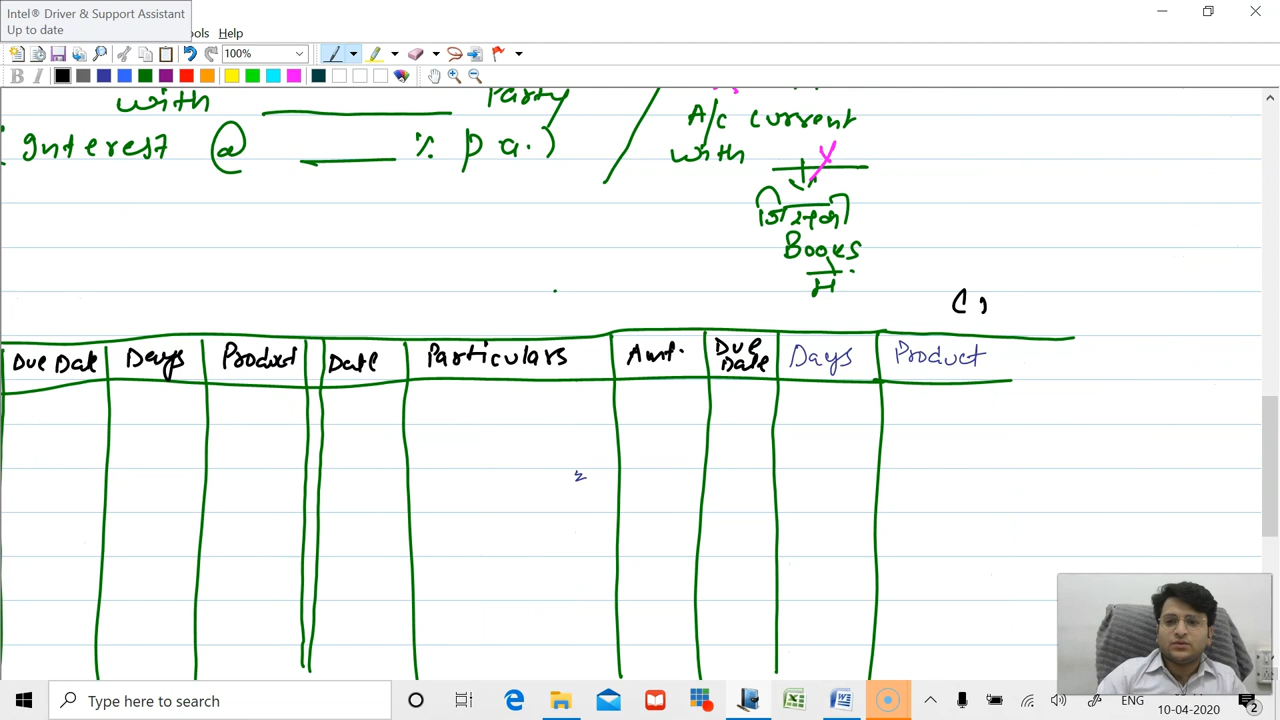 Intel® Driver & Support Assistant
Up to date
ools Help
100%
B I
with Party
Interest @ % p a.)
A/c current
with
Books
Due Date Days Product Date Particulars Amt. Due Date Days Product
Type here to search
ENG
10-04-2020
2